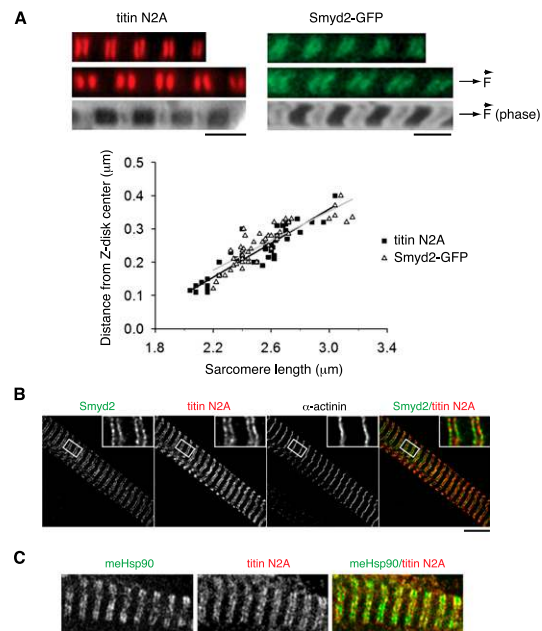 A
titin N2A
Smyd2-GFP
F
F (phase)
Distance from Z-disk center (μm)
0.5
0.4
0.3
0.2
0.1
0.0
1.8
2.2
2.6
3.0
3.4
Sarcomere length (μm)
titin N2A
Smyd2-GFP
B
Smyd2
titin N2A
α-actinin
Smyd2/titin N2A
C
meHsp90
titin N2A
meHsp90/titin N2A